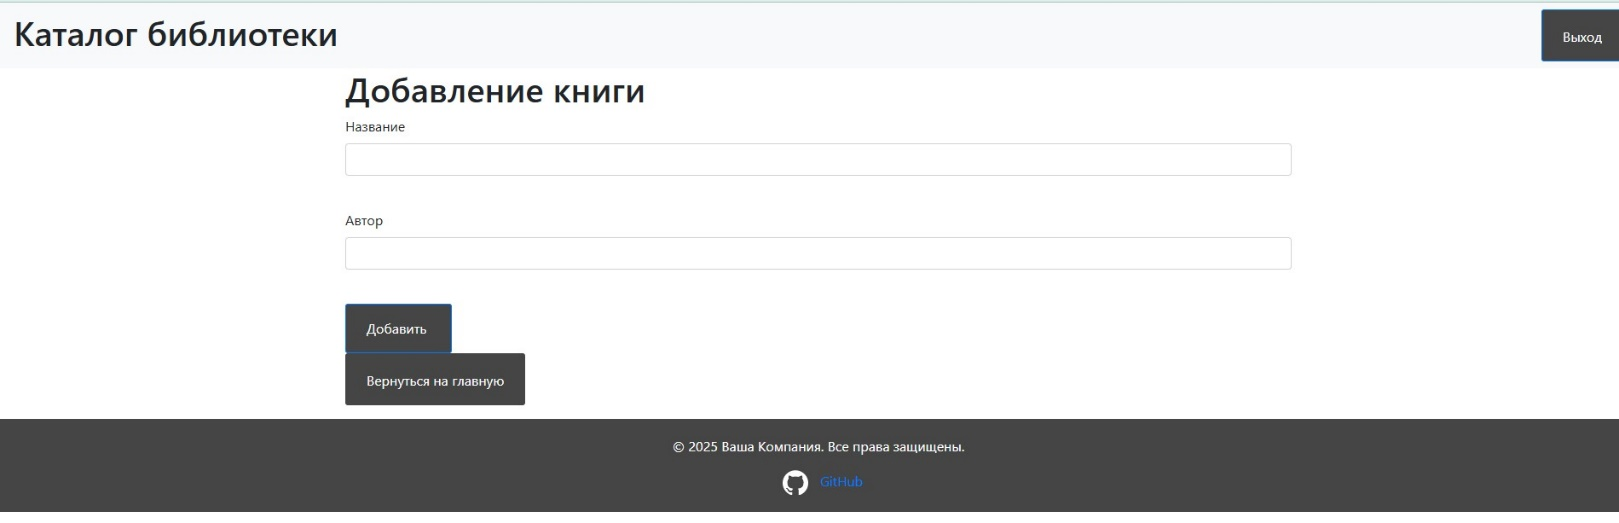 Каталог библиотеки
Выход
Добавление книги
Название
Автор
Добавить
Вернуться на главную
© 2025 Ваша Компания. Все права защищены.
GitHub